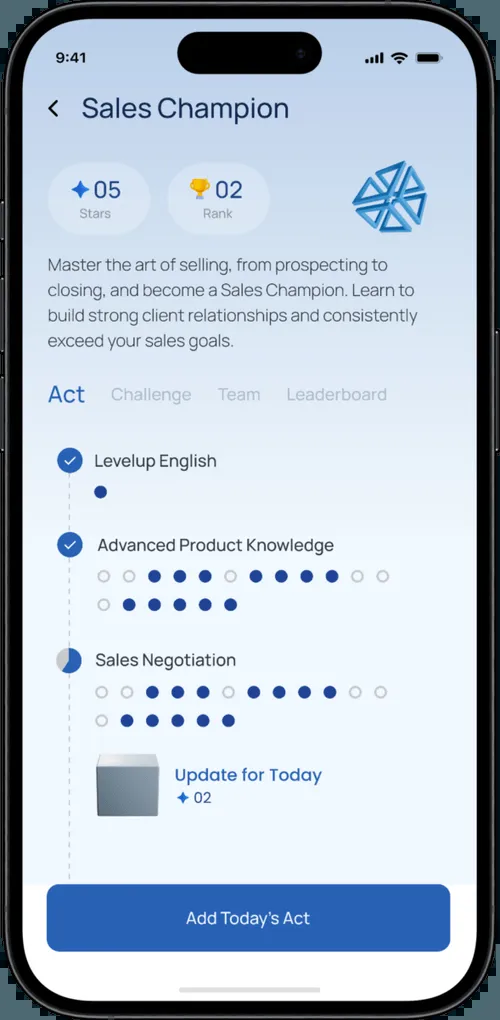 9:41
Sales Champion
05
Stars
02
Rank
Master the art of selling, from prospecting to
closing, and become a Sales Champion. Learn to
build strong client relationships and consistently
exceed your sales goals.
Act Challenge Team Leaderboard
Levelup English
Advanced Product Knowledge
Sales Negotiation
Update for Today
02
Add Today's Act